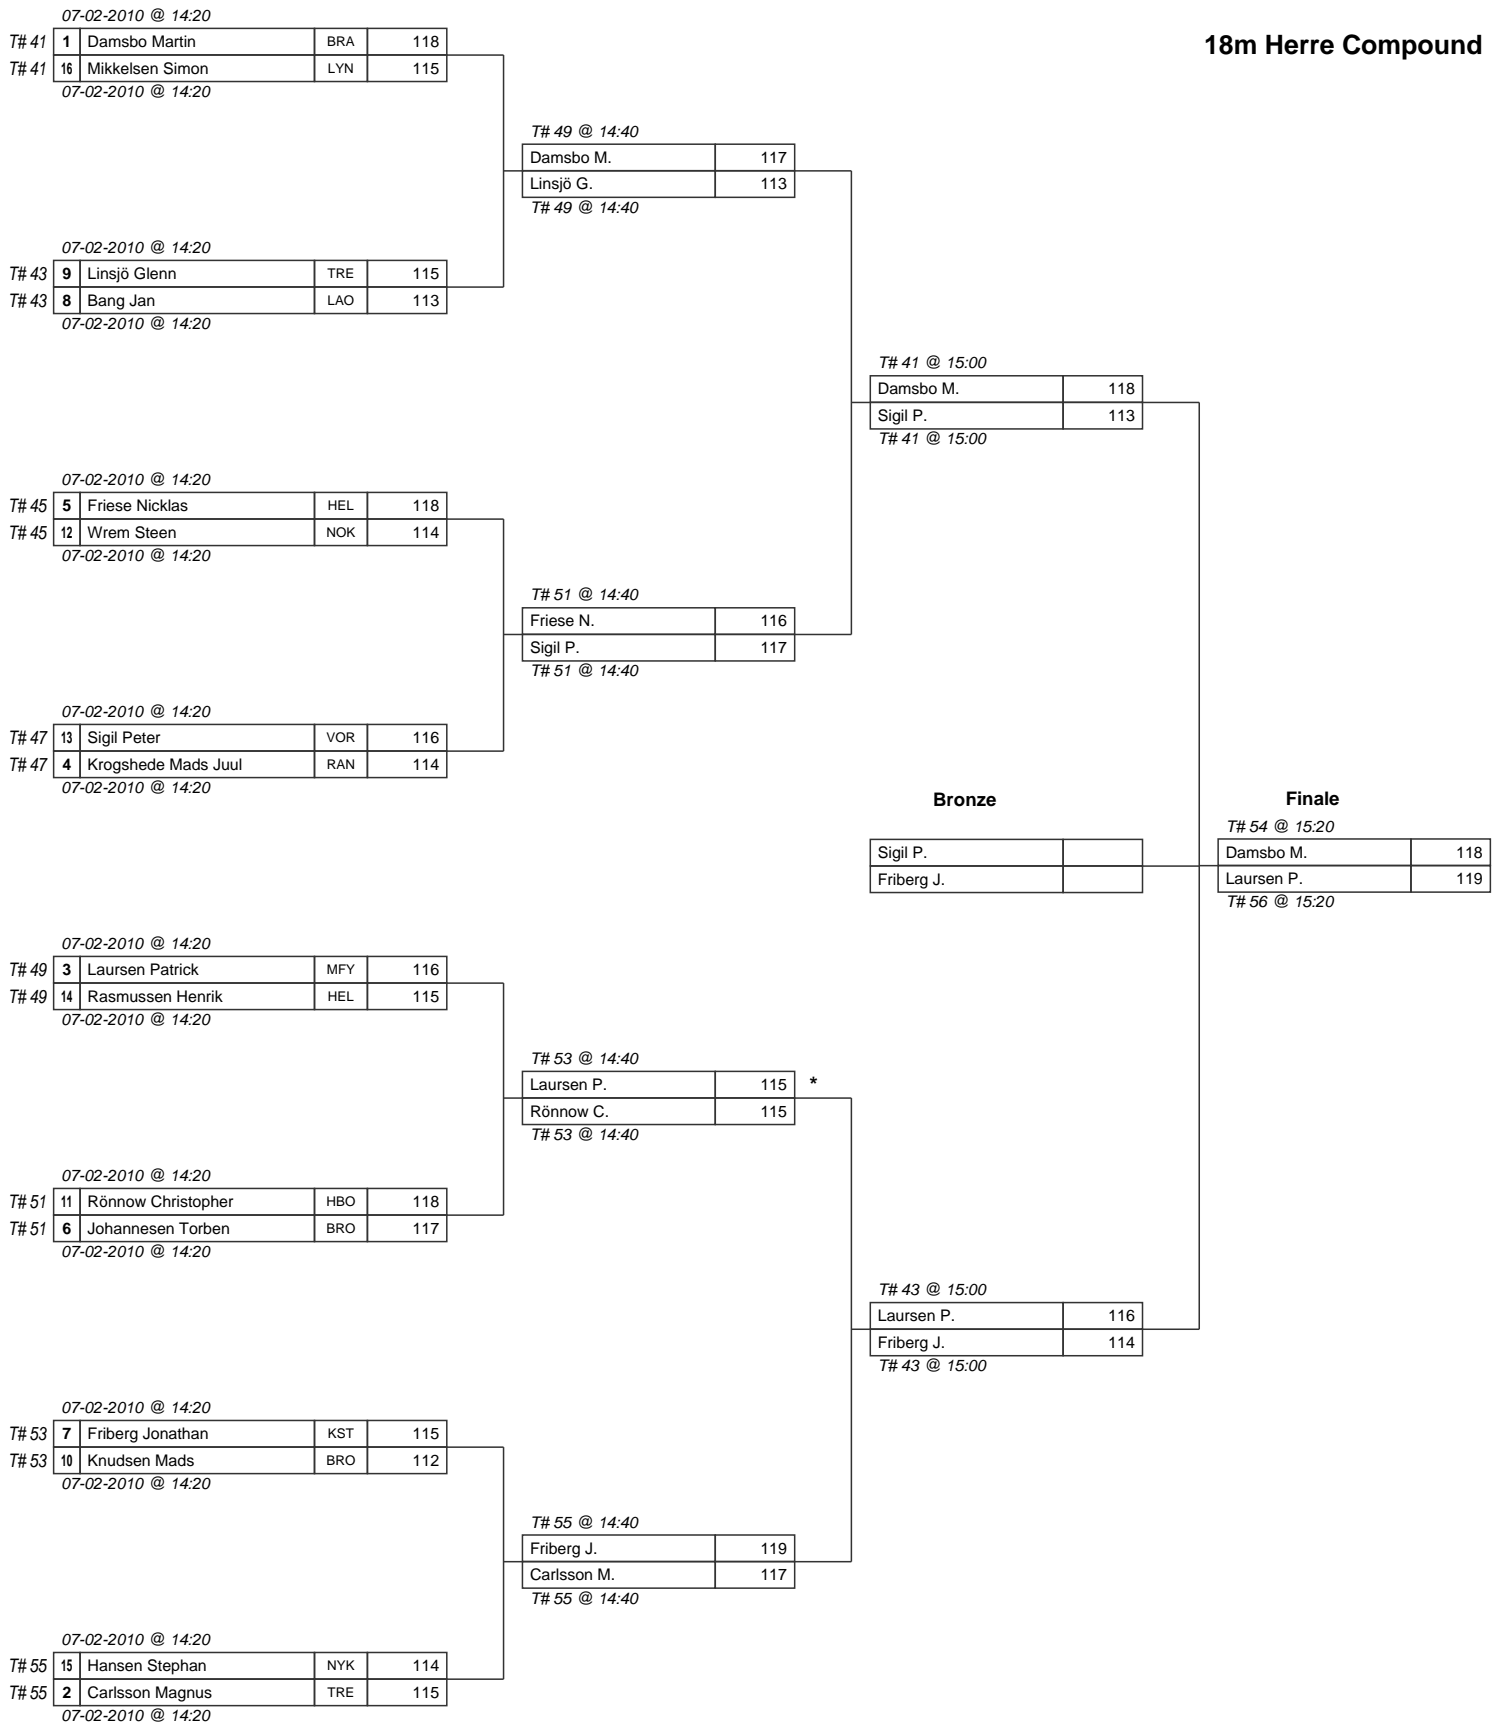 18m Herre Compound
07-02-2010 @ 14:20
T# 41 1 Damsbo Martin BRA 118
T# 41 16 Mikkelsen Simon LYN 115
07-02-2010 @ 14:20
T# 49 @ 14:40
Damsbo M. 117
Linsjö G. 113
T# 49 @ 14:40
07-02-2010 @ 14:20
T# 43 9 Linsjö Glenn TRE 115
T# 43 8 Bang Jan LAO 113
07-02-2010 @ 14:20
T# 41 @ 15:00
Damsbo M. 118
Sigil P. 113
T# 41 @ 15:00
07-02-2010 @ 14:20
T# 45 5 Friese Nicklas HEL 118
T# 45 12 Wrem Steen NOK 114
07-02-2010 @ 14:20
T# 51 @ 14:40
Friese N. 116
Sigil P. 117
T# 51 @ 14:40
07-02-2010 @ 14:20
T# 47 13 Sigil Peter VOR 116
T# 47 4 Krogshede Mads Juul RAN 114
07-02-2010 @ 14:20
Bronze
Sigil P.
Friberg J.
Finale
T# 54 @ 15:20
Damsbo M. 118
Laursen P. 119
T# 56 @ 15:20
07-02-2010 @ 14:20
T# 49 3 Laursen Patrick MFY 116
T# 49 14 Rasmussen Henrik HEL 115
07-02-2010 @ 14:20
T# 53 @ 14:40
Laursen P. 115 *
Rönnow C. 115
T# 53 @ 14:40
07-02-2010 @ 14:20
T# 51 11 Rönnow Christopher HBO 118
T# 51 6 Johannesen Torben BRO 117
07-02-2010 @ 14:20
T# 43 @ 15:00
Laursen P. 116
Friberg J. 114
T# 43 @ 15:00
07-02-2010 @ 14:20
T# 53 7 Friberg Jonathan KST 115
T# 53 10 Knudsen Mads BRO 112
07-02-2010 @ 14:20
T# 55 @ 14:40
Friberg J. 119
Carlsson M. 117
T# 55 @ 14:40
07-02-2010 @ 14:20
T# 55 15 Hansen Stephan NYK 114
T# 55 2 Carlsson Magnus TRE 115
07-02-2010 @ 14:20